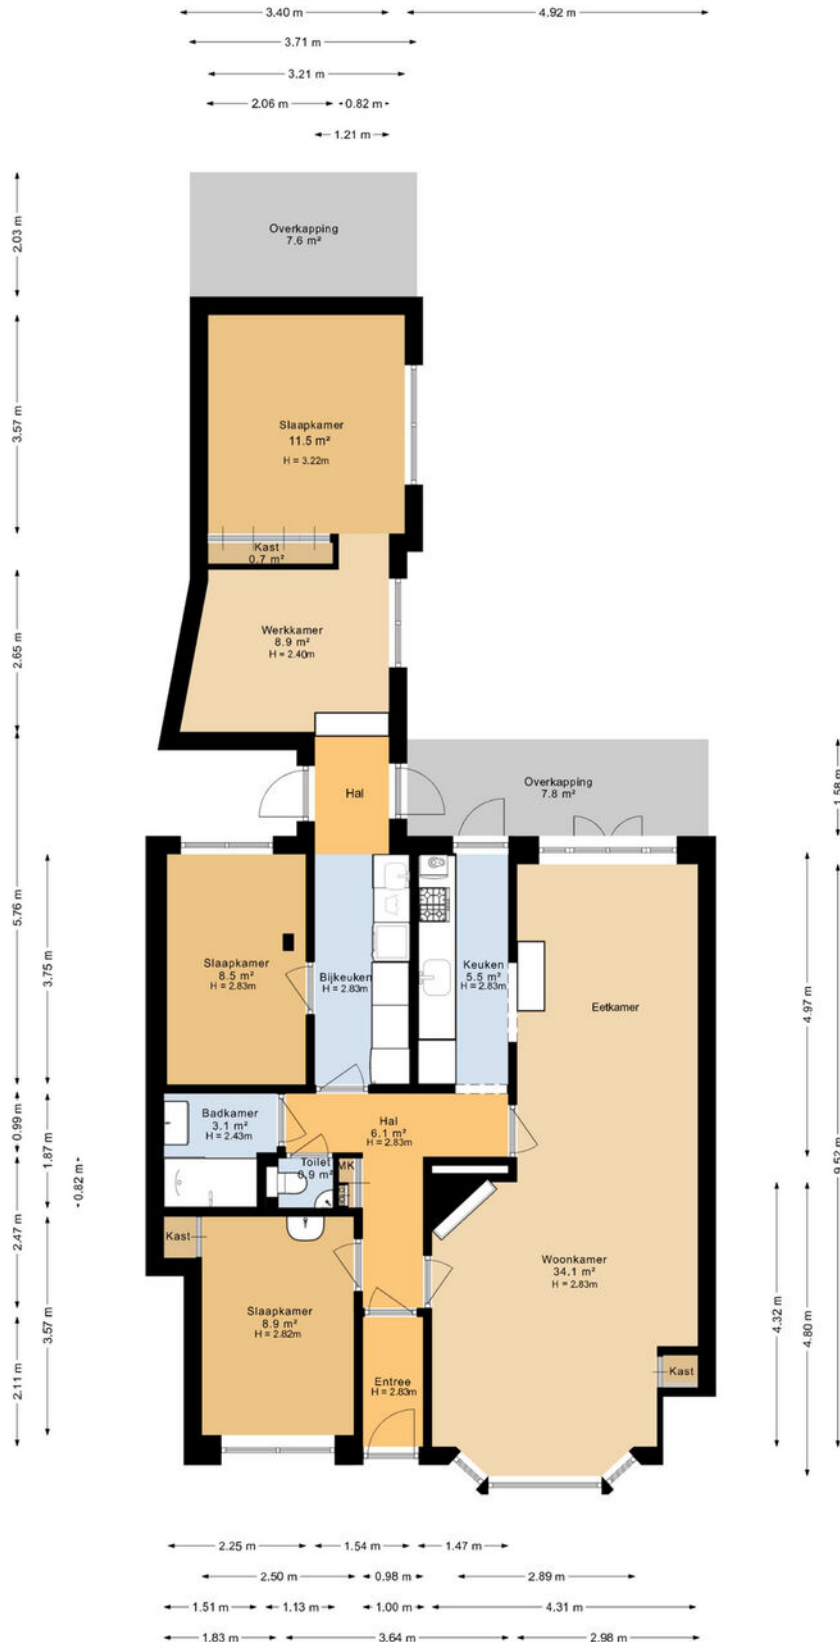 3.40 m
4.92 m
3.71 m
3.21 m
2.06 m
0.82 m
1.21 m
2.03 m
Overkapping
7.6 m²
3.57 m
Slaapkamer
11.5 m²
H = 3.22m
Kast
0.7 m²
2.65 m
Werkkamer
8.9 m²
H = 2.40m
Hal
Overkapping
7.8 m²
1.58 m
5.76 m
3.75 m
Slaapkamer
8.5 m²
H = 2.83m
Bijkeuken
H = 2.83m
Keuken
5.5 m²
H = 2.83m
Eetkamer
4.97 m
9.52 m
0.99 m
1.87 m
0.82 m
Badkamer
3.1 m²
H = 2.43m
Hal
6.1 m²
H = 2.83m
Toilet
0.9 m²
MK
2.47 m
Kast
3.57 m
Slaapkamer
8.9 m²
H = 2.82m
Woonkamer
34.1 m²
H = 2.83m
4.32 m
4.80 m
2.11 m
Entree
H = 2.83m
Kast
2.25 m
1.54 m
1.47 m
2.50 m
0.98 m
2.89 m
1.51 m
1.13 m
1.00 m
4.31 m
1.83 m
3.64 m
2.98 m